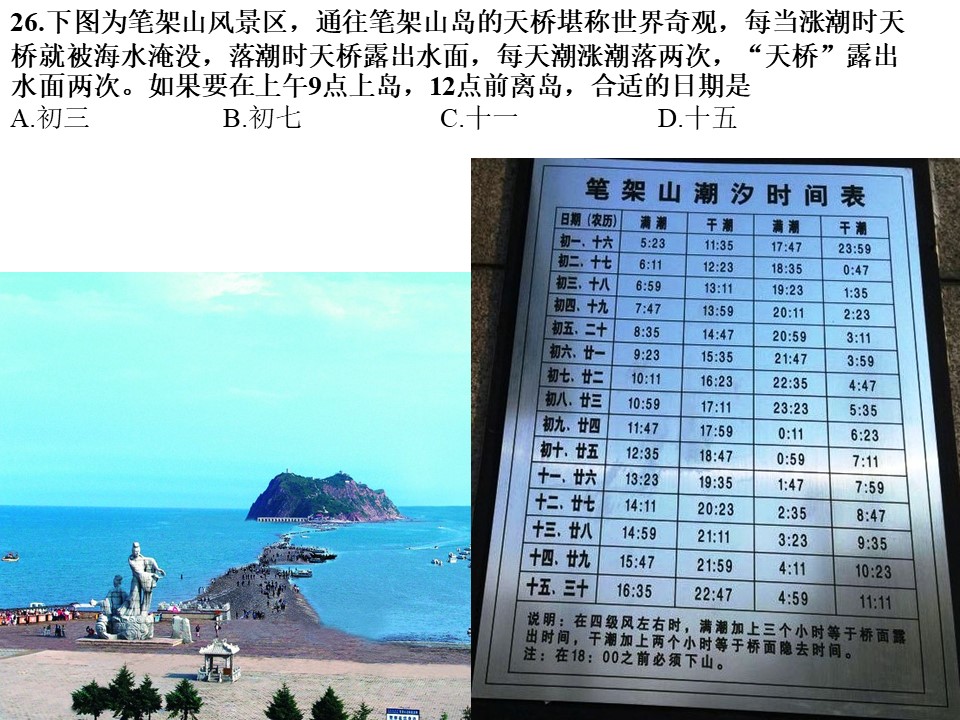 26.下图为笔架山风景区，通往笔架山岛的天桥堪称世界奇观，每当涨潮时天
桥就被海水淹没，落潮时天桥露出水面，每天潮涨潮落两次，“天桥”露出
水面两次。如果要在上午9点上岛，12点前离岛，合适的日期是
A.初三 B.初七 C.十一 D.十五
笔架山潮汐时间表
日期（农历） 满潮 干潮 满潮 干潮
初一、十六 5:23 11:35 17:47 23:59
初二、十七 6:11 12:23 18:35 0:47
初三、十八 6:59 13:11 19:23 1:35
初四、十九 7:47 13:59 20:11 2:23
初五、二十 8:35 14:47 20:59 3:11
初六、廿一 9:23 15:35 21:47 3:59
初七、廿二 10:11 16:23 22:35 4:47
初八、廿三 10:59 17:11 23:23 5:35
初九、廿四 11:47 17:59 0:11 6:23
初十、廿五 12:35 18:47 0:59 7:11
十一、廿六 13:23 19:35 1:47 7:59
十二、廿七 14:11 20:23 2:35 8:47
十三、廿八 14:59 21:11 3:23 9:35
十四、廿九 15:47 21:59 4:11 10:23
十五、三十 16:35 22:47 4:59 11:11
说明：在四级风左右时，满潮加上三个小时等于桥面露
出时间，干潮加上两个小时等于桥面隐去时间。
注：在18：00之前必须下山。